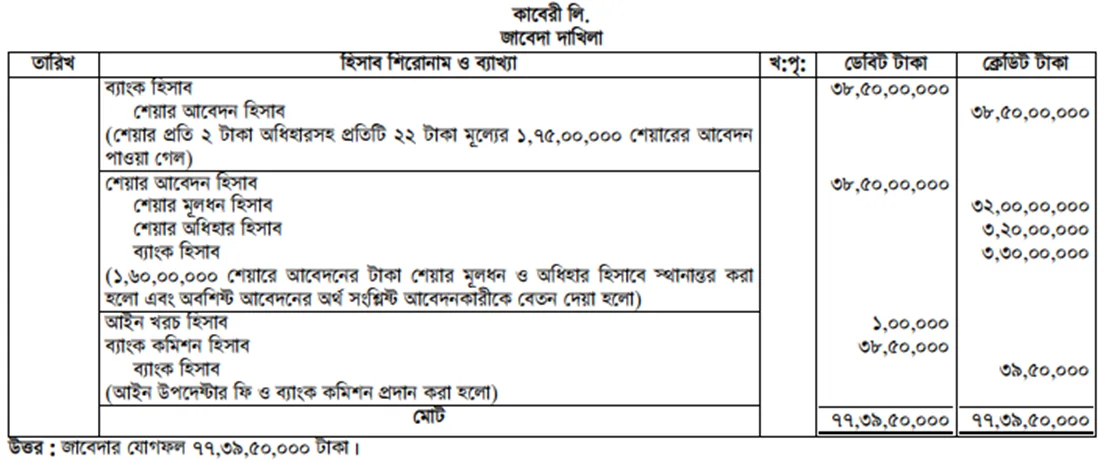 কাবেরী লি.
জাবেদা দাখিলা
তারিখ হিসাব শিরোনাম ও ব্যাখ্যা খ:পৃ: ডেবিট টাকা ক্রেডিট টাকা
ব্যাংক হিসাব ৩৮,৫০,০০,০০০
শেয়ার আবেদন হিসাব ৩৮,৫০,০০,০০০
(শেয়ার প্রতি ২ টাকা অধিহারসহ প্রতিটি ২২ টাকা মূল্যের ১,৭৫,০০,০০০ শেয়ারের আবেদন
পাওয়া গেল)
শেয়ার আবেদন হিসাব ৩৮,৫০,০০,০০০
শেয়ার মূলধন হিসাব ৩২,০০,০০,০০০
শেয়ার অধিহার হিসাব ৩,২০,০০,০০০
ব্যাংক হিসাব ৩,৩০,০০,০০০
(১,৬০,০০,০০০ শেয়ারে আবেদনের টাকা শেয়ার মূলধন ও অধিহার হিসাবে স্থানান্তর করা
হলো এবং অবশিষ্ট আবেদনের অর্থ সংশ্লিষ্ট আবেদনকারীকে বেতন দেয়া হলো)
আইন খরচ হিসাব ১,০০,০০০
ব্যাংক কমিশন হিসাব ৩৮,৫০,০০০
ব্যাংক হিসাব ৩৯,৫০,০০০
(আইন উপদেষ্টার ফি ও ব্যাংক কমিশন প্রদান করা হলো)
মোট ৭৭,৩৯,৫০,০০০ ৭৭,৩৯,৫০,০০০
উত্তর : জাবেদার যোগফল ৭৭,৩৯,৫০,০০০ টাকা।